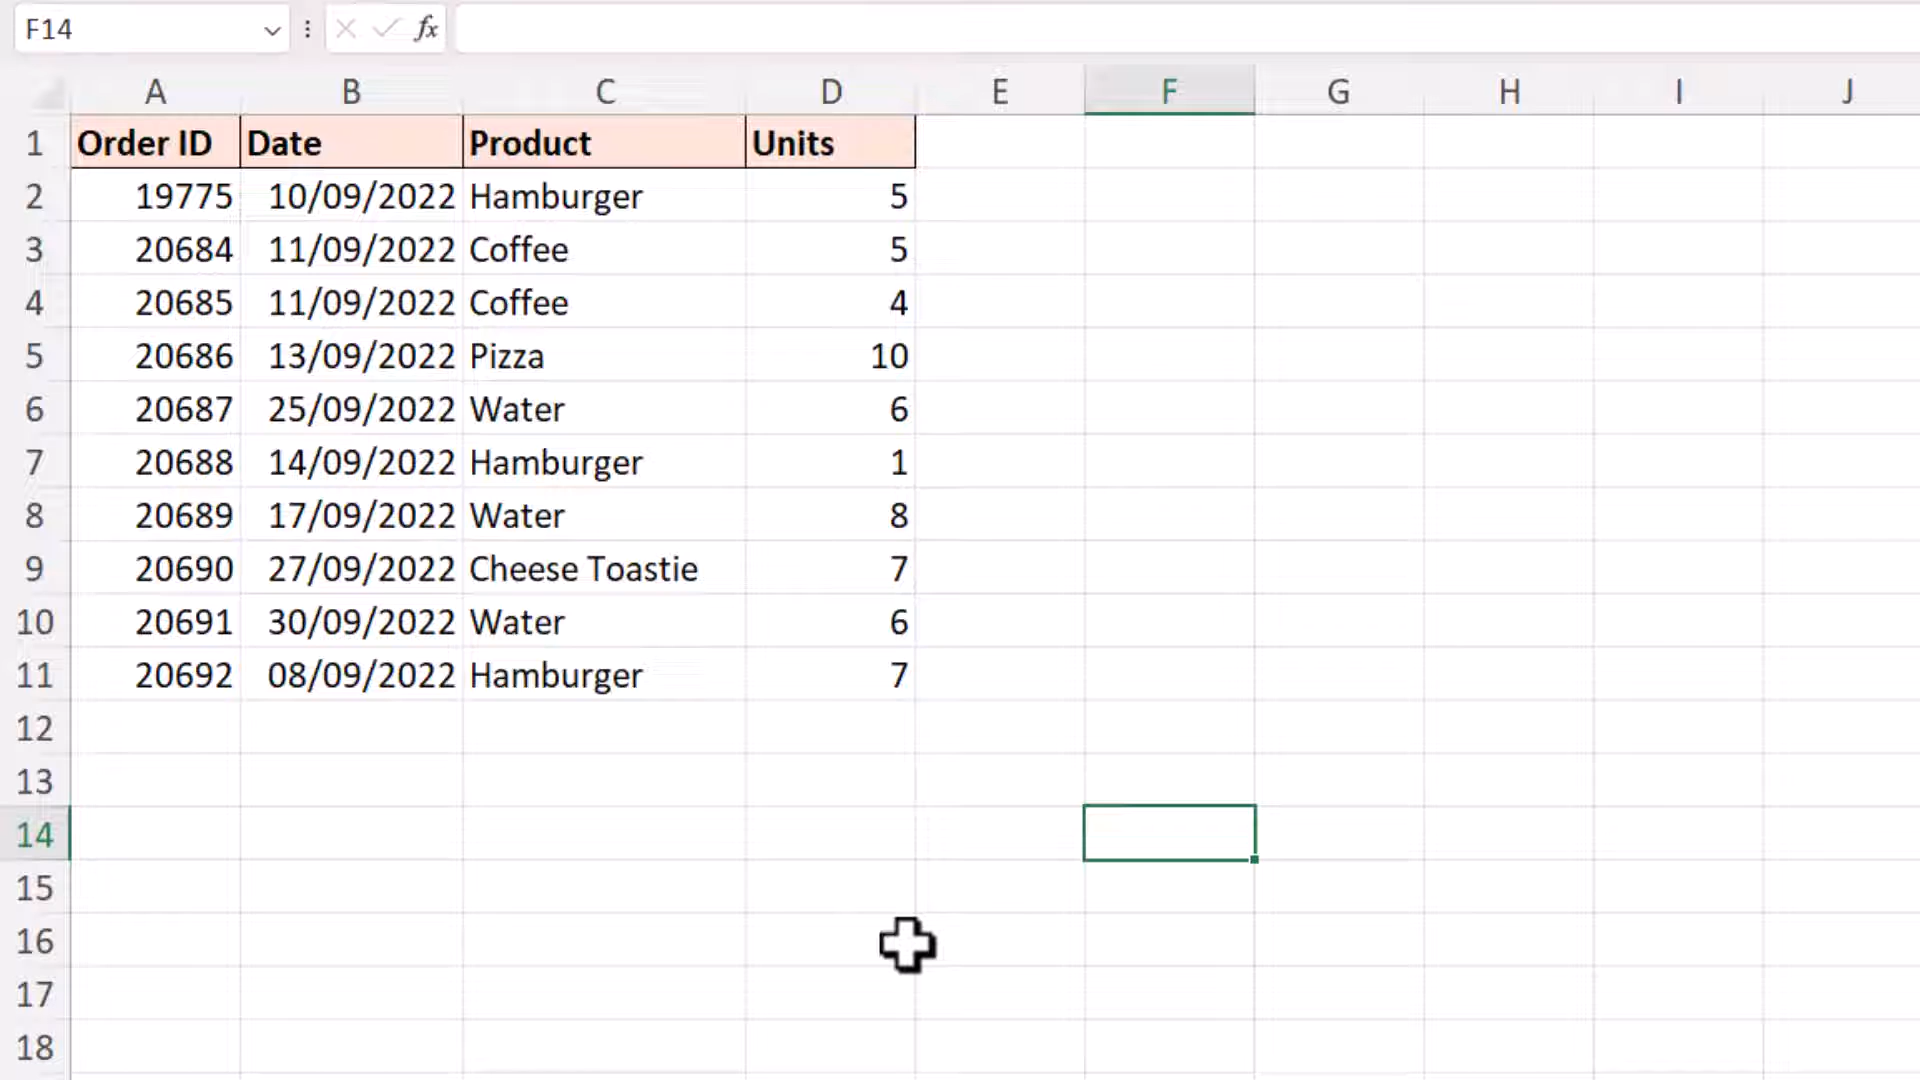 F14 fx
A B C D E F G H I J
1 Order ID Date Product Units
2 19775 10/09/2022 Hamburger 5
3 20684 11/09/2022 Coffee 5
4 20685 11/09/2022 Coffee 4
5 20686 13/09/2022 Pizza 10
6 20687 25/09/2022 Water 6
7 20688 14/09/2022 Hamburger 1
8 20689 17/09/2022 Water 8
9 20690 27/09/2022 Cheese Toastie 7
10 20691 30/09/2022 Water 6
11 20692 08/09/2022 Hamburger 7
12
13
14
15
16
17
18